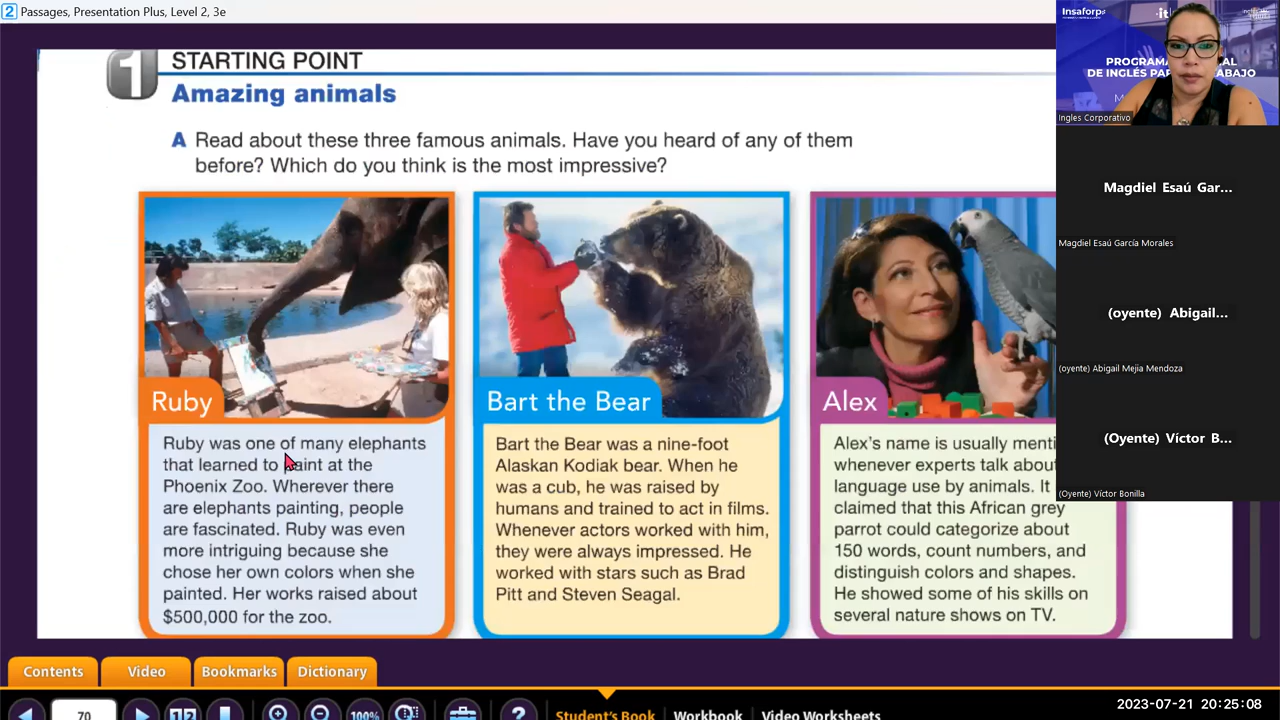 Passages, Presentation Plus, Level 2, 3e
1 STARTING POINT
Amazing animals
A Read about these three famous animals. Have you heard of any of them
before? Which do you think is the most impressive?
Ruby
Ruby was one of many elephants
that learned to paint at the
Phoenix Zoo. Wherever there
are elephants painting, people
are fascinated. Ruby was even
more intriguing because she
chose her own colors when she
painted. Her works raised about
$500,000 for the zoo.
Bart the Bear
Bart the Bear was a nine-foot
Alaskan Kodiak bear. When he
was a cub, he was raised by
humans and trained to act in films.
Whenever actors worked with him,
they were always impressed. He
worked with stars such as Brad
Pitt and Steven Seagal.
Alex
Alex's name is usually menti
whenever experts talk about
language use by animals. It
claimed that this African grey
parrot could categorize about
150 words, count numbers, and
distinguish colors and shapes.
He showed some of his skills on
several nature shows on TV.
Insaforp
PROGRAMA AL
DE INGLÉS PA ABAJO
Ingles Corporativo
Magdiel Esaú Gar...
Magdiel Esaú García Morales
(oyente) Abigail...
(oyente) Abigail Mejia Mendoza
(Oyente) Víctor B...
(Oyente) Víctor Bonilla
Contents
Video
Bookmarks
Dictionary
70
1 2
100%
?
Student's Book
Workbook
Video Worksheets
2023-07-21 20:25:08